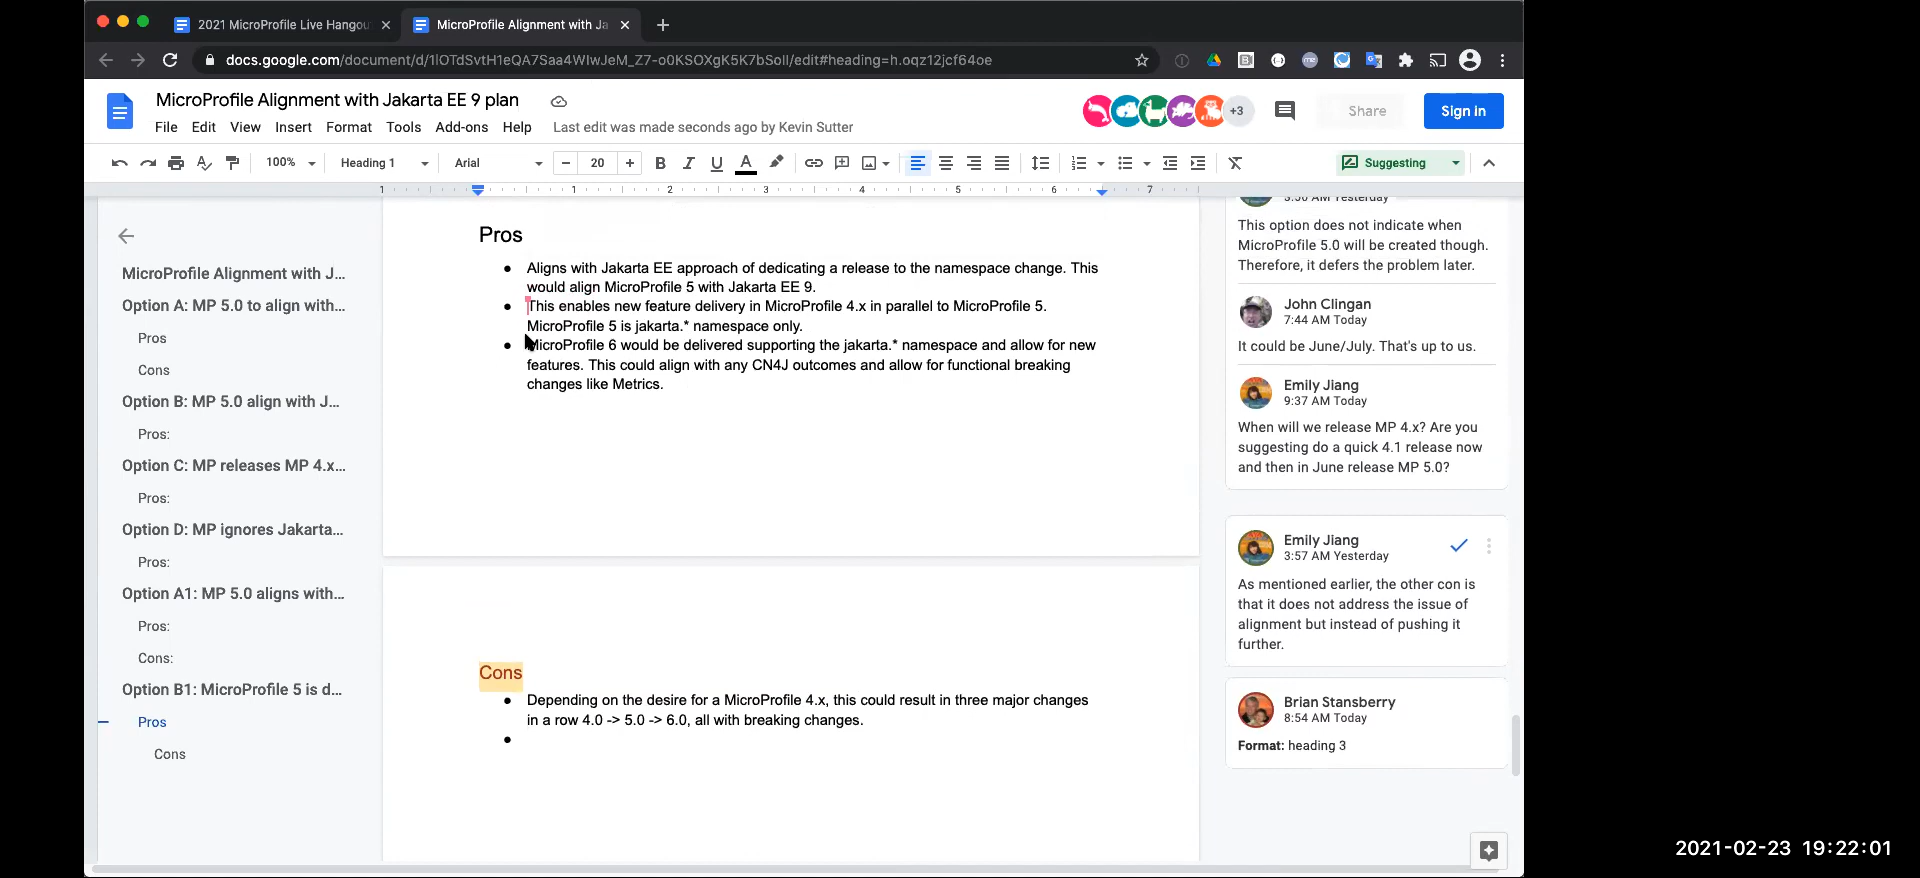 2021 MicroProfile Live Hangou
MicroProfile Alignment with Ja
docs.google.com/document/d/1IOTdSvtH1eQA7Saa4WIwJeM_Z7-o0KSOXgK5K7bSoII/edit#heading=h.oqz12jcf64oe
MicroProfile Alignment with Jakarta EE 9 plan
+3
Share
Sign in
File Edit View Insert Format Tools Add-ons Help Last edit was made seconds ago by Kevin Sutter
100% Heading 1 Arial 20 B I U A Suggesting
1 1 2 3 4 5 6 7
MicroProfile Alignment with J...
Option A: MP 5.0 to align with...
Pros
Cons
Option B: MP 5.0 align with J...
Pros:
Option C: MP releases MP 4.x...
Pros:
Option D: MP ignores Jakarta...
Pros:
Option A1: MP 5.0 aligns with...
Pros:
Cons:
Option B1: MicroProfile 5 is d...
Pros
Cons
Pros
Aligns with Jakarta EE approach of dedicating a release to the namespace change. This
would align MicroProfile 5 with Jakarta EE 9.
This enables new feature delivery in MicroProfile 4.x in parallel to MicroProfile 5.
MicroProfile 5 is jakarta.* namespace only.
MicroProfile 6 would be delivered supporting the jakarta.* namespace and allow for new
features. This could align with any CN4J outcomes and allow for functional breaking
changes like Metrics.
Cons
Depending on the desire for a MicroProfile 4.x, this could result in three major changes
in a row 4.0 -> 5.0 -> 6.0, all with breaking changes.
3:56 AM Yesterday
This option does not indicate when
MicroProfile 5.0 will be created though.
Therefore, it defers the problem later.
John Clingan
7:44 AM Today
It could be June/July. That's up to us.
Emily Jiang
9:37 AM Today
When will we release MP 4.x? Are you
suggesting do a quick 4.1 release now
and then in June release MP 5.0?
Emily Jiang
3:57 AM Yesterday
As mentioned earlier, the other con is
that it does not address the issue of
alignment but instead of pushing it
further.
Brian Stansberry
8:54 AM Today
Format: heading 3
2021-02-23 19:22:01